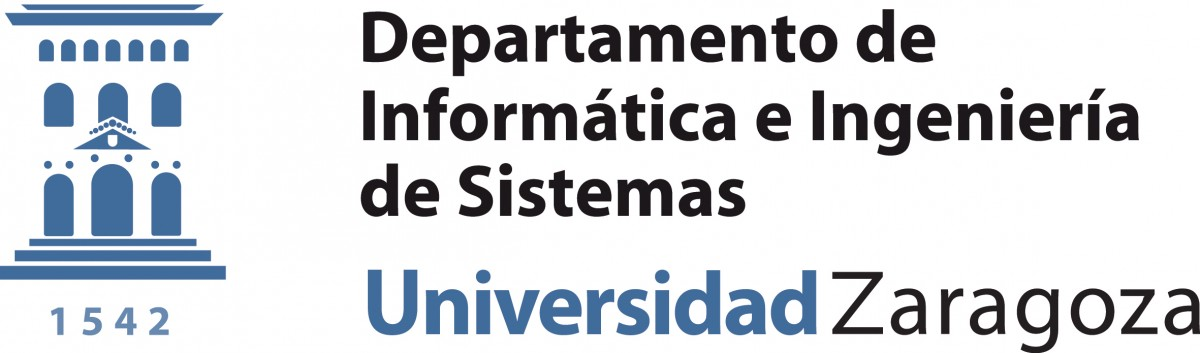 Departamento de
Informática e Ingeniería
de Sistemas
1542
Universidad Zaragoza